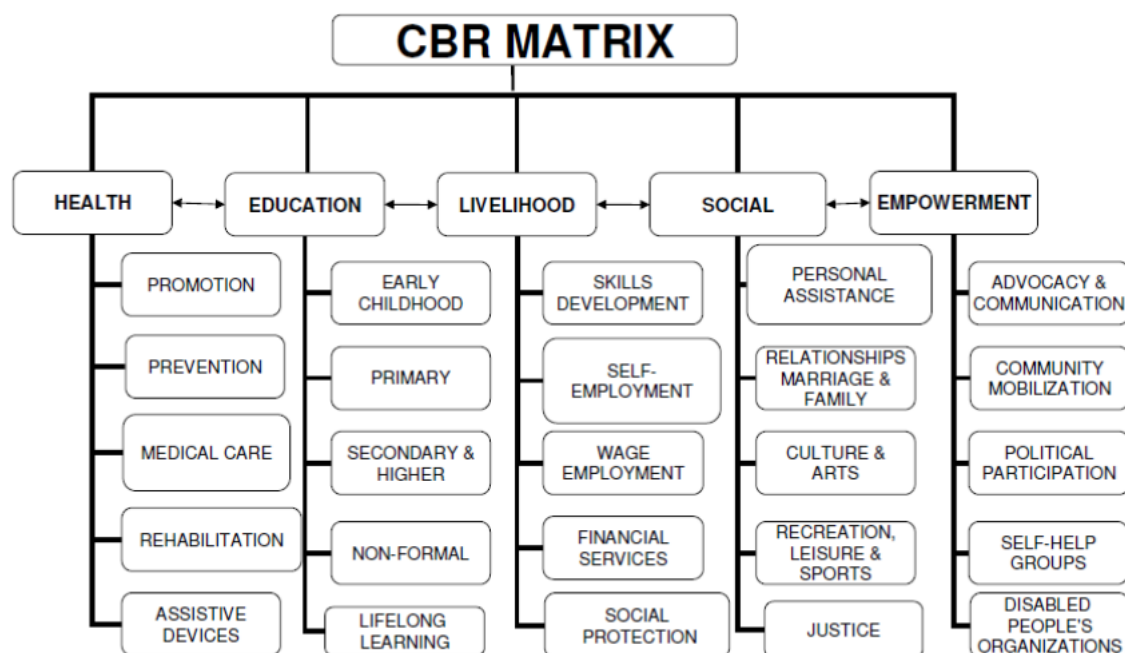 CBR MATRIX
HEALTH
EDUCATION
LIVELIHOOD
SOCIAL
EMPOWERMENT
PROMOTION
PREVENTION
MEDICAL CARE
REHABILITATION
ASSISTIVE
DEVICES
EARLY
CHILDHOOD
PRIMARY
SECONDARY &
HIGHER
NON-FORMAL
LIFELONG
LEARNING
SKILLS
DEVELOPMENT
SELF-
EMPLOYMENT
WAGE
EMPLOYMENT
FINANCIAL
SERVICES
SOCIAL
PROTECTION
PERSONAL
ASSISTANCE
RELATIONSHIPS
MARRIAGE &
FAMILY
CULTURE &
ARTS
RECREATION,
LEISURE &
SPORTS
JUSTICE
ADVOCACY &
COMMUNICATION
COMMUNITY
MOBILIZATION
POLITICAL
PARTICIPATION
SELF-HELP
GROUPS
DISABLED
PEOPLE'S
ORGANIZATIONS